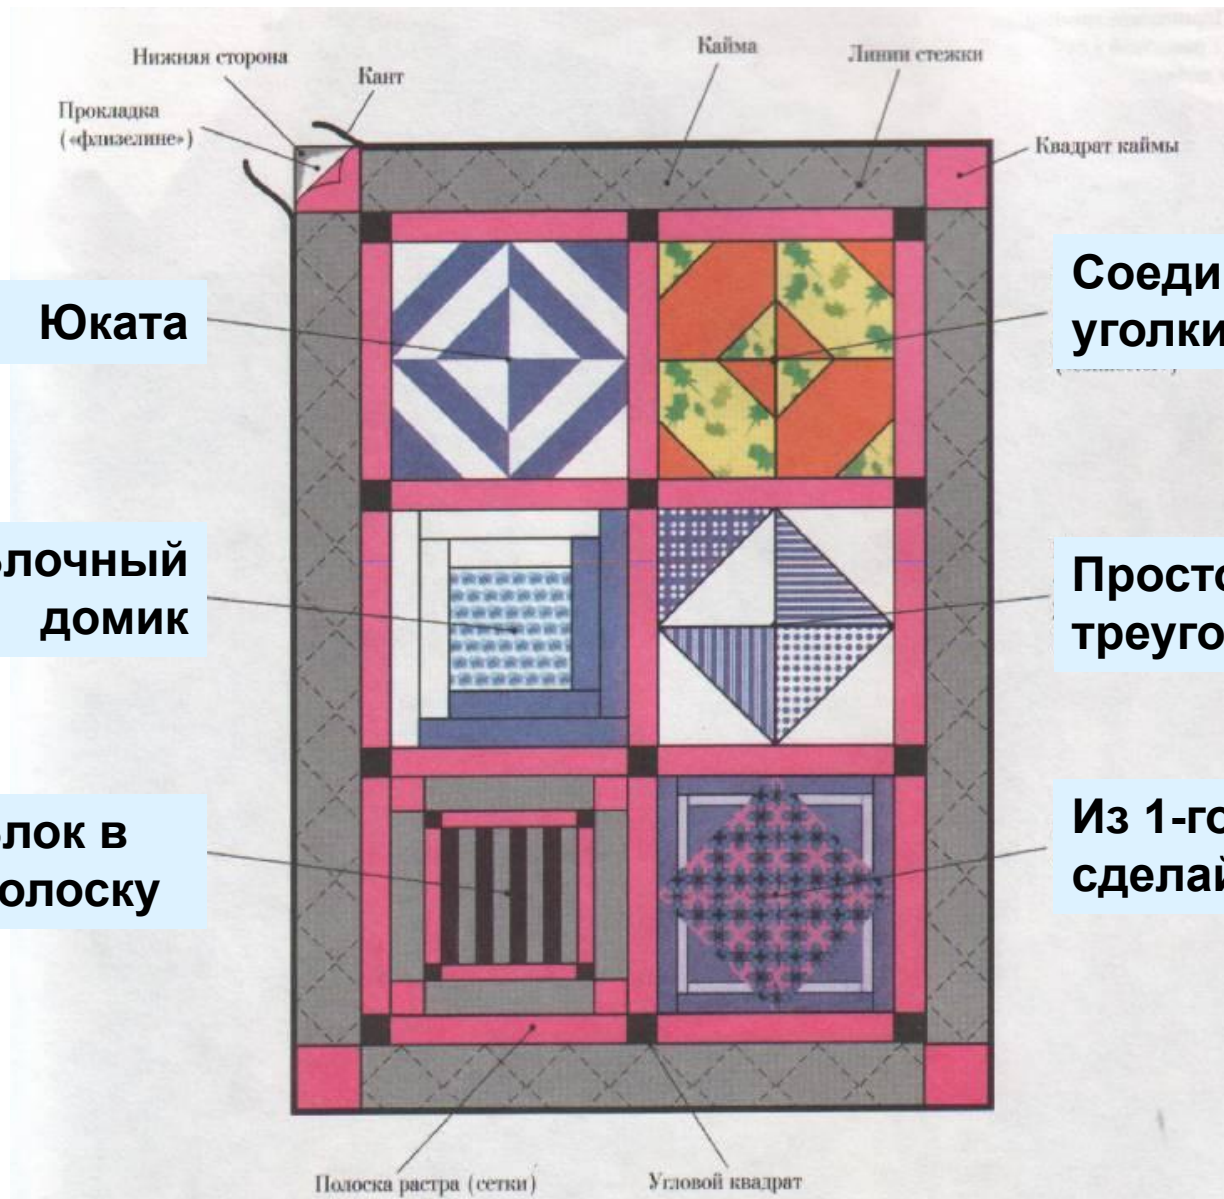 Нижняя сторона
Кант
Кайма
Линии стежки
Прокладка
(«флизелине»)
Квадрат каймы
Юката
Соеди
уголки
лочный
домик
Просто
треуго
лок в
олоску
Из 1-го
сделай
Полоска растра (сетки)
Угловой квадрат